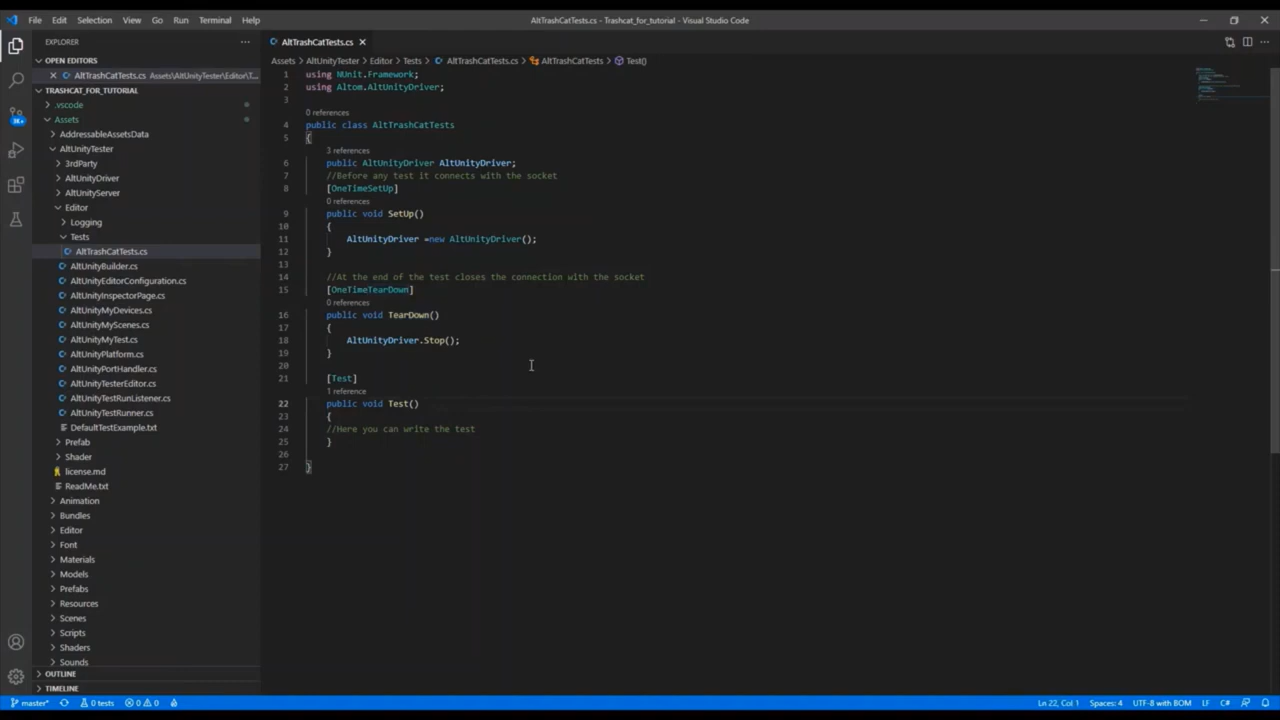 File Edit Selection View Go Run Terminal Help
AltTrashCatTests.cs - Trashcat_for_tutorial - Visual Studio Code
EXPLORER
OPEN EDITORS
AltTrashCatTests.cs Assets\AltUnityTester\Editor\T...
TRASHCAT_FOR_TUTORIAL
.vscode
Assets
AddressableAssetsData
AltUnityTester
3rdParty
AltUnityDriver
AltUnityServer
Editor
Logging
Tests
AltTrashCatTests.cs
AltUnityBuilder.cs
AltUnityEditorConfiguration.cs
AltUnityInspectorPage.cs
AltUnityMyDevices.cs
AltUnityMyScenes.cs
AltUnityMyTest.cs
AltUnityPlatform.cs
AltUnityPortHandler.cs
AltUnityTesterEditor.cs
AltUnityTestRunListener.cs
AltUnityTestRunner.cs
DefaultTestExample.txt
Prefab
Shader
license.md
ReadMe.txt
Animation
Bundles
Editor
Font
Materials
Models
Prefabs
Resources
Scenes
Scripts
Shaders
Sounds
OUTLINE
TIMELINE
AltTrashCatTests.cs
Assets > AltUnityTester > Editor > Tests > AltTrashCatTests.cs > AltTrashCatTests > Test()
1 using NUnit.Framework;
2 using Altom.AltUnityDriver;
3
0 references
4 public class AltTrashCatTests
5 {
3 references
6 public AltUnityDriver AltUnityDriver;
7 //Before any test it connects with the socket
8 [OneTimeSetUp]
0 references
9 public void SetUp()
10 {
11 AltUnityDriver =new AltUnityDriver();
12 }
13
14 //At the end of the test closes the connection with the socket
15 [OneTimeTearDown]
0 references
16 public void TearDown()
17 {
18 AltUnityDriver.Stop();
19 }
20
21 [Test]
1 reference
22 public void Test()
23 {
24 //Here you can write the test
25 }
26
27 }
master* 0 tests 0 0
Ln 22, Col 1 Spaces: 4 UTF-8 with BOM LF C#